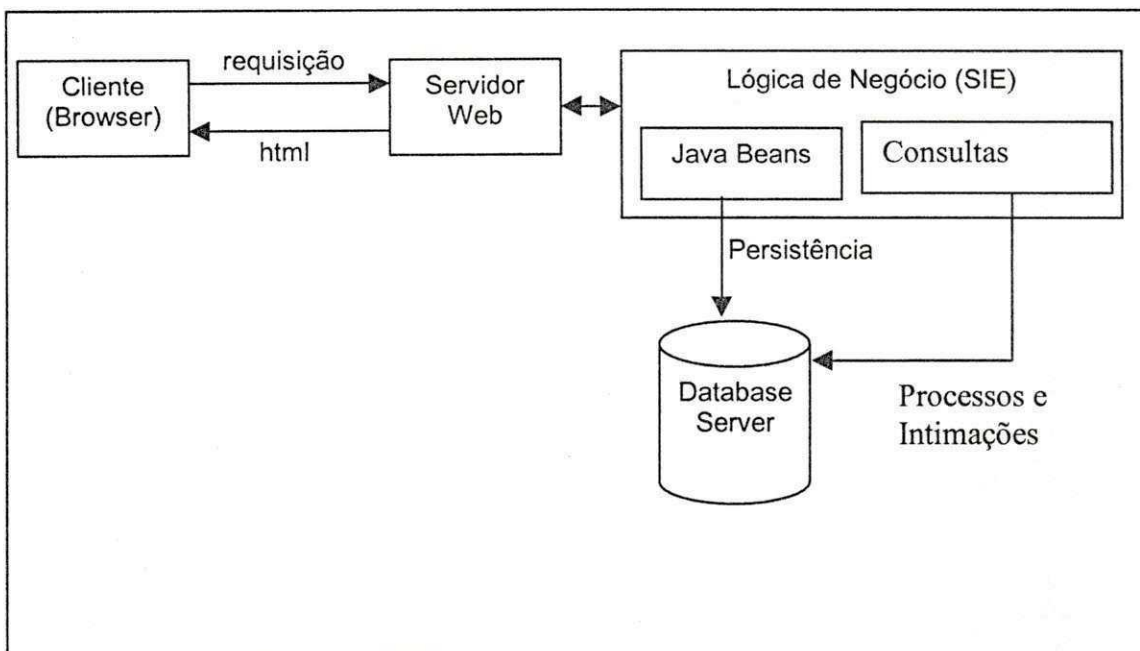 requisição
Cliente
(Browser)
html
Servidor
Web
Lógica de Negócio (SIE)
Java Beans
Consultas
Persistência
Database
Server
Processos e
Intimações